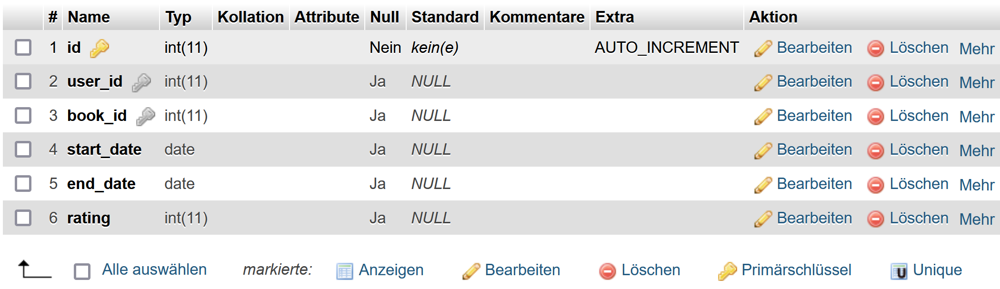 # Name Typ Kollation Attribute Null Standard Kommentare Extra Aktion
1 id int(11) Nein kein(e) AUTO_INCREMENT Bearbeiten Löschen Mehr
2 user_id int(11) Ja NULL Bearbeiten Löschen Mehr
3 book_id int(11) Ja NULL Bearbeiten Löschen Mehr
4 start_date date Ja NULL Bearbeiten Löschen Mehr
5 end_date date Ja NULL Bearbeiten Löschen Mehr
6 rating int(11) Ja NULL Bearbeiten Löschen Mehr
Alle auswählen markierte: Anzeigen Bearbeiten Löschen Primärschlüssel U Unique